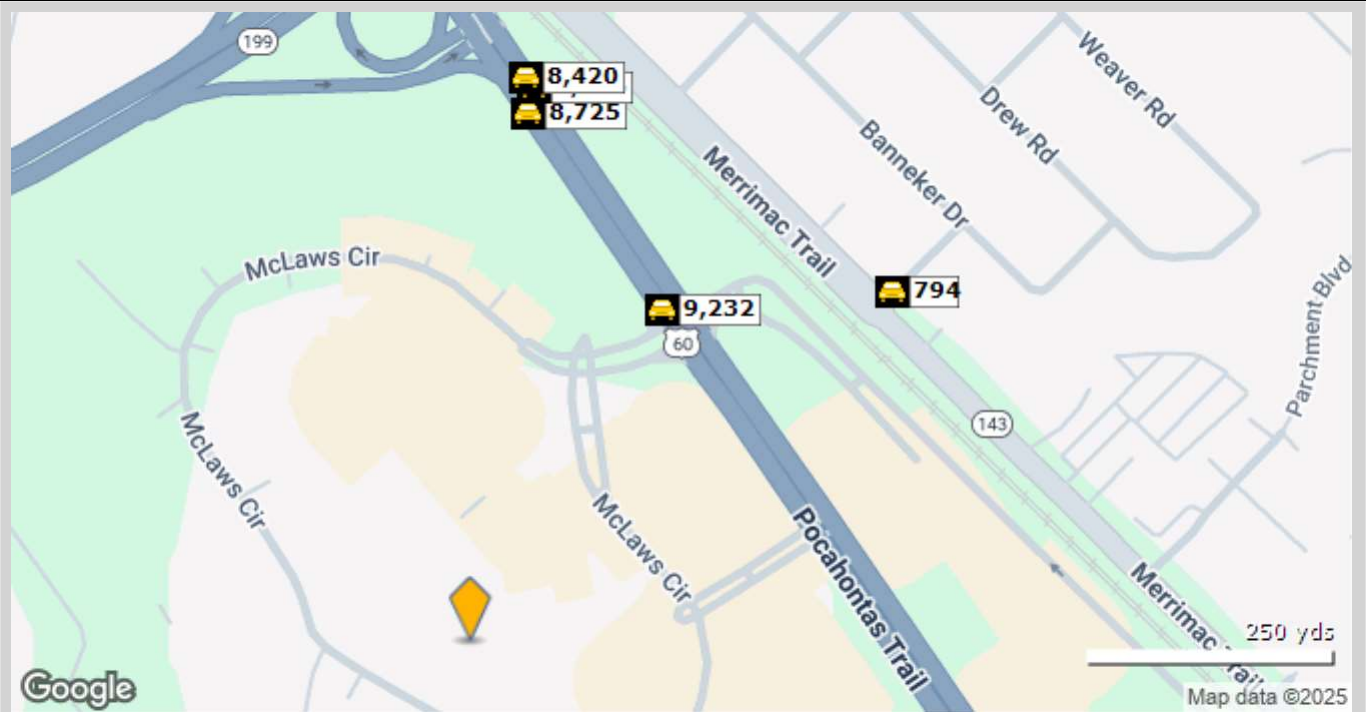 199
8,420
8,725
Weaver Rd
Drew Rd
Banneker Dr
Merrimac Trail
McLaws Cir
794
9,232
60
Parchment Blvd
143
McLaws Cir
McLaws Cir
Pocahontas Trail
Merrimac Trail
250 yds
Google
Map data ©2025